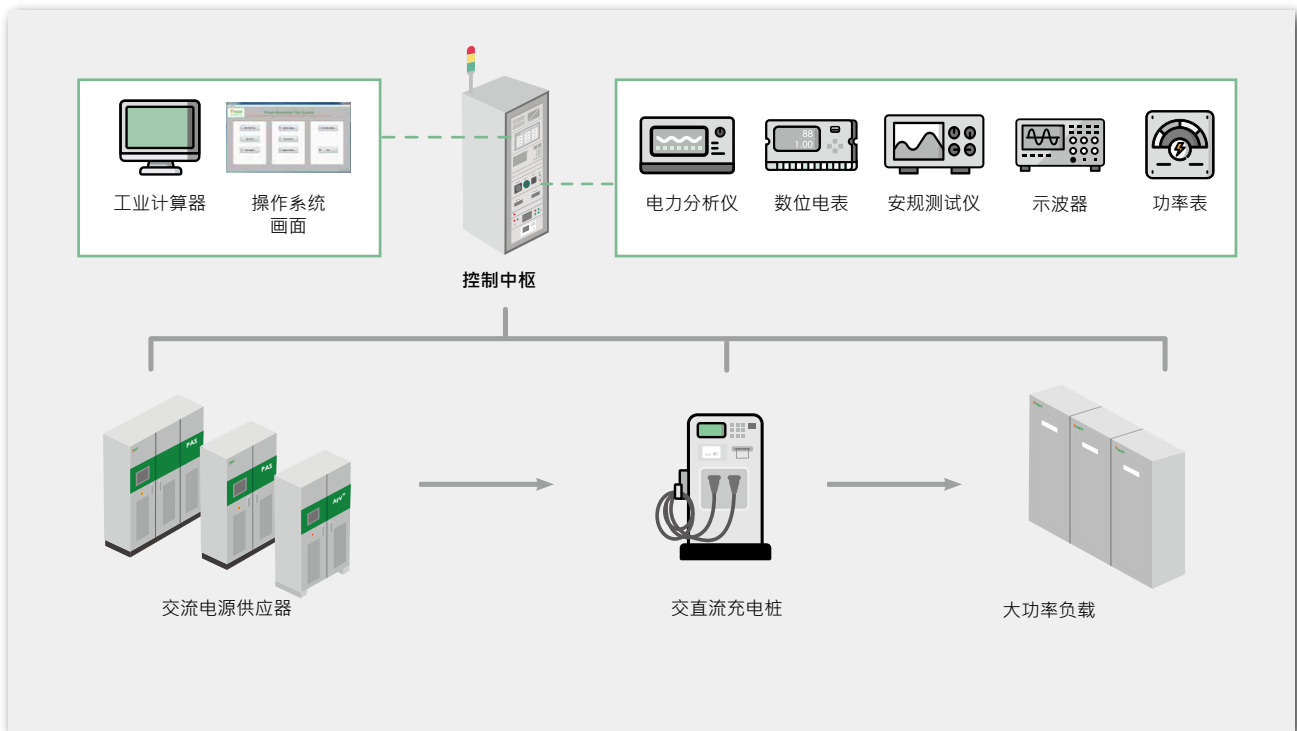 工业计算器
操作系统
画面
电力分析仪
数位电表
安规测试仪
示波器
功率表
88
1.00
控制中枢
PAS
PAS
交流电源供应器
交直流充电桩
大功率负载